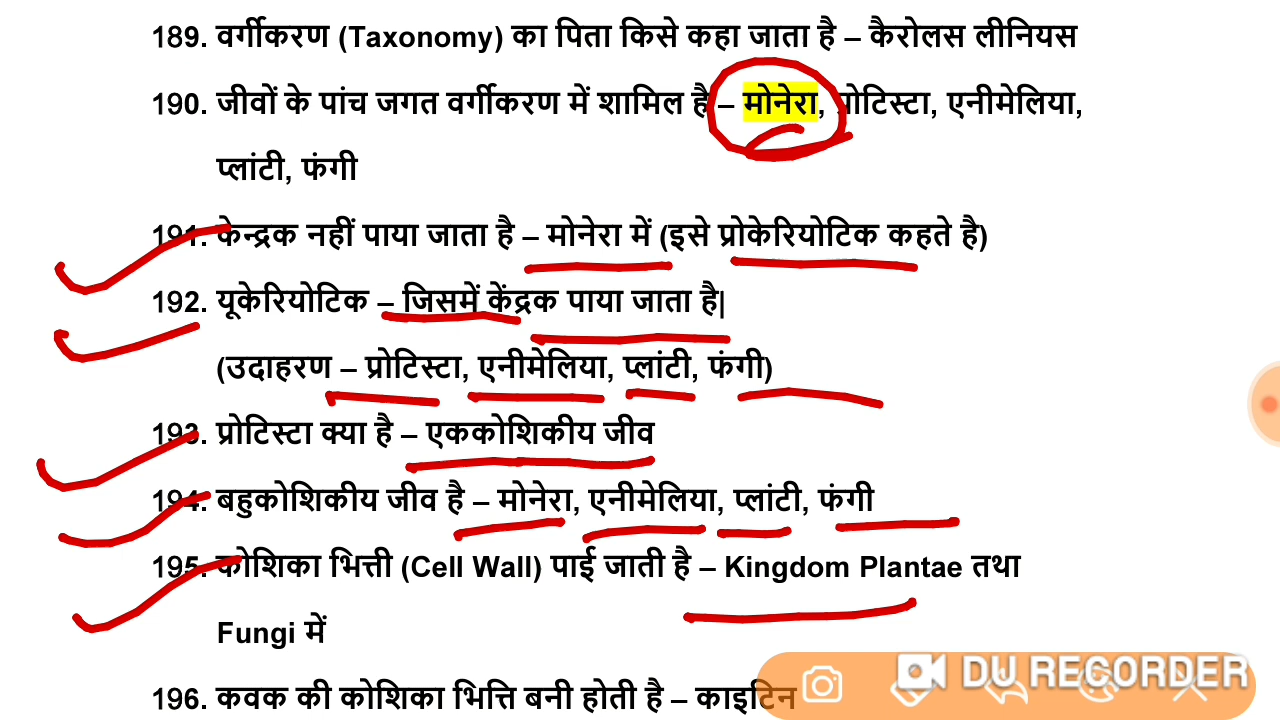 189. वर्गीकरण (Taxonomy) का पिता किसे कहा जाता है – कैरोलस लीनियस
190. जीवों के पांच जगत वर्गीकरण में शामिल है – मोनेरा, प्रोटिस्टा, एनीमेलिया,
प्लांटी, फंगी
191. केन्द्रक नहीं पाया जाता है – मोनेरा में (इसे प्रोकेरियोटिक कहते है)
192. यूकेरियोटिक – जिसमें केंद्रक पाया जाता है|
(उदाहरण – प्रोटिस्टा, एनीमेलिया, प्लांटी, फंगी)
193. प्रोटिस्टा क्या है – एककोशिकीय जीव
194. बहुकोशिकीय जीव है – मोनेरा, एनीमेलिया, प्लांटी, फंगी
195. कोशिका भित्ती (Cell Wall) पाई जाती है – Kingdom Plantae तथा
Fungi में
196. कवक की कोशिका भित्ति बनी होती है – काइटिन
DU RECORDER